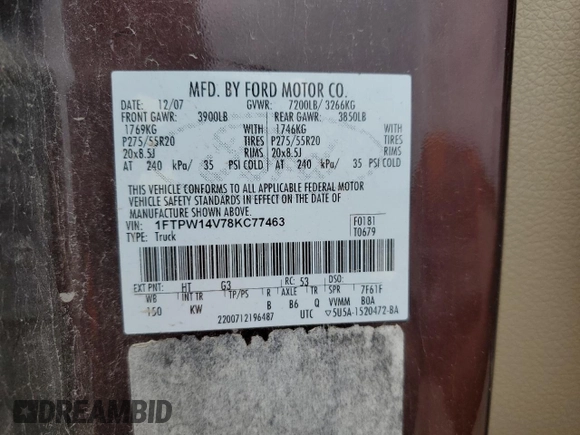 MFD. BY FORD MOTOR CO.
DATE: 12/07 GVWR: 7200LB/ 3266KG
FRONT GAWR: 3900LB REAR GAWR: 3850LB
1769KG WITH 1746KG WITH
P275/55R20 TIRES P275/55R20 TIRES
20x8.5J RIMS 20x8.5J RIMS
AT 240 kPa/ 35 PSI COLD AT 240 kPa/ 35 PSI COLD
THIS VEHICLE CONFORMS TO ALL APPLICABLE FEDERAL MOTOR
VEHICLE SAFETY STANDARDS IN EFFECT ON THE DATE OF
MANUFACTURE SHOWN ABOVE.
VIN: 1FTPW14V78KC77463 F0181
TYPE: Truck T0679
EXT PNT: HT G3 RC: 53 DSO:
WB INT TR TP/PS R AXLE TR SPR 7F61F
150 KW B B6 Q VVMM B0A
2200712196487 UTC 5U5A-1520472-BA
DREAMBID